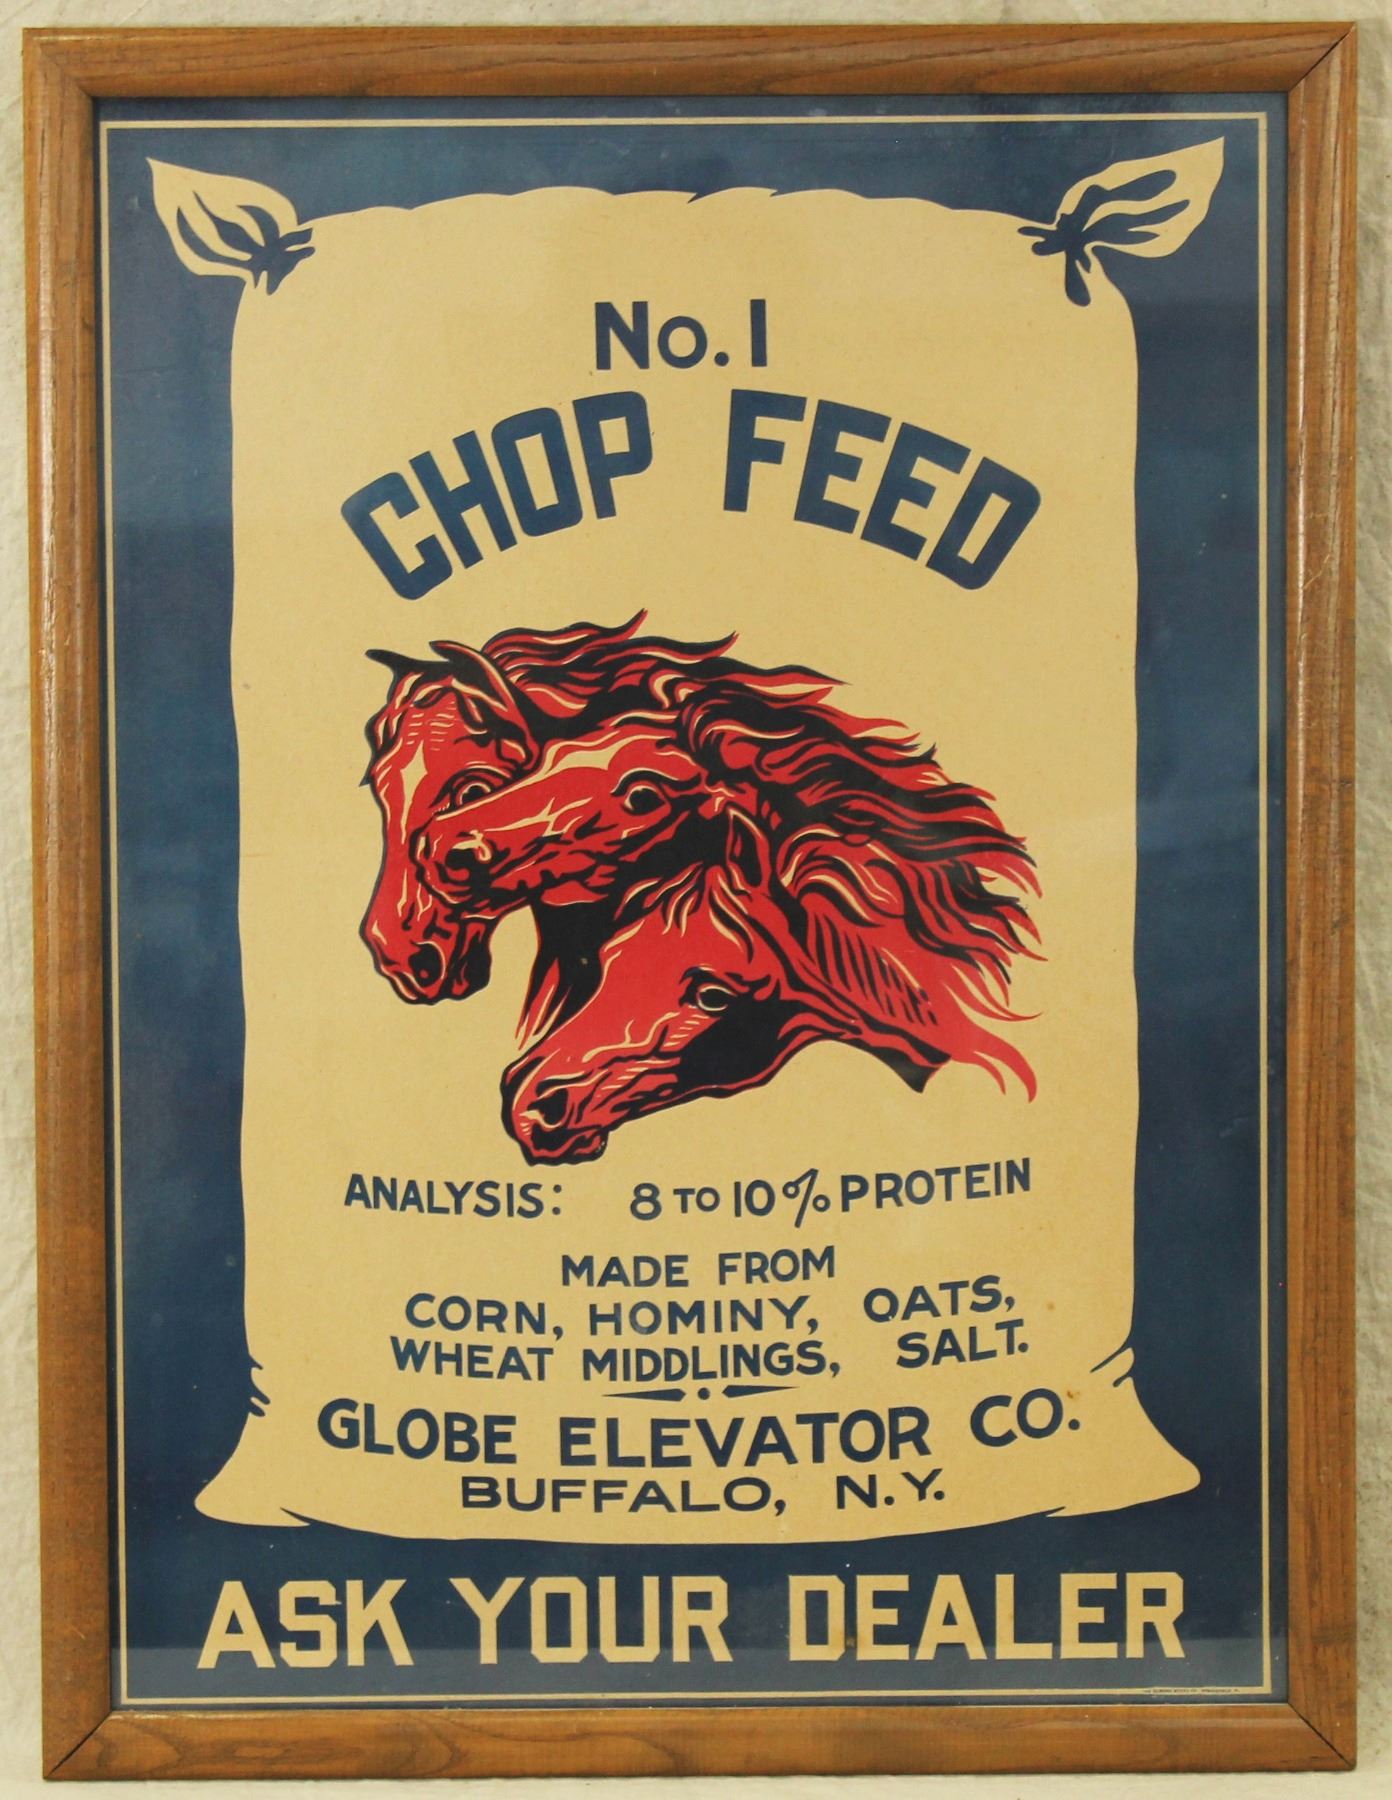 No. 1
CHOP FEED
ANALYSIS: 8 TO 10% PROTEIN
MADE FROM
CORN, HOMINY, OATS,
WHEAT MIDDLINGS, SALT.
GLOBE ELEVATOR CO.
BUFFALO, N.Y.
ASK YOUR DEALER